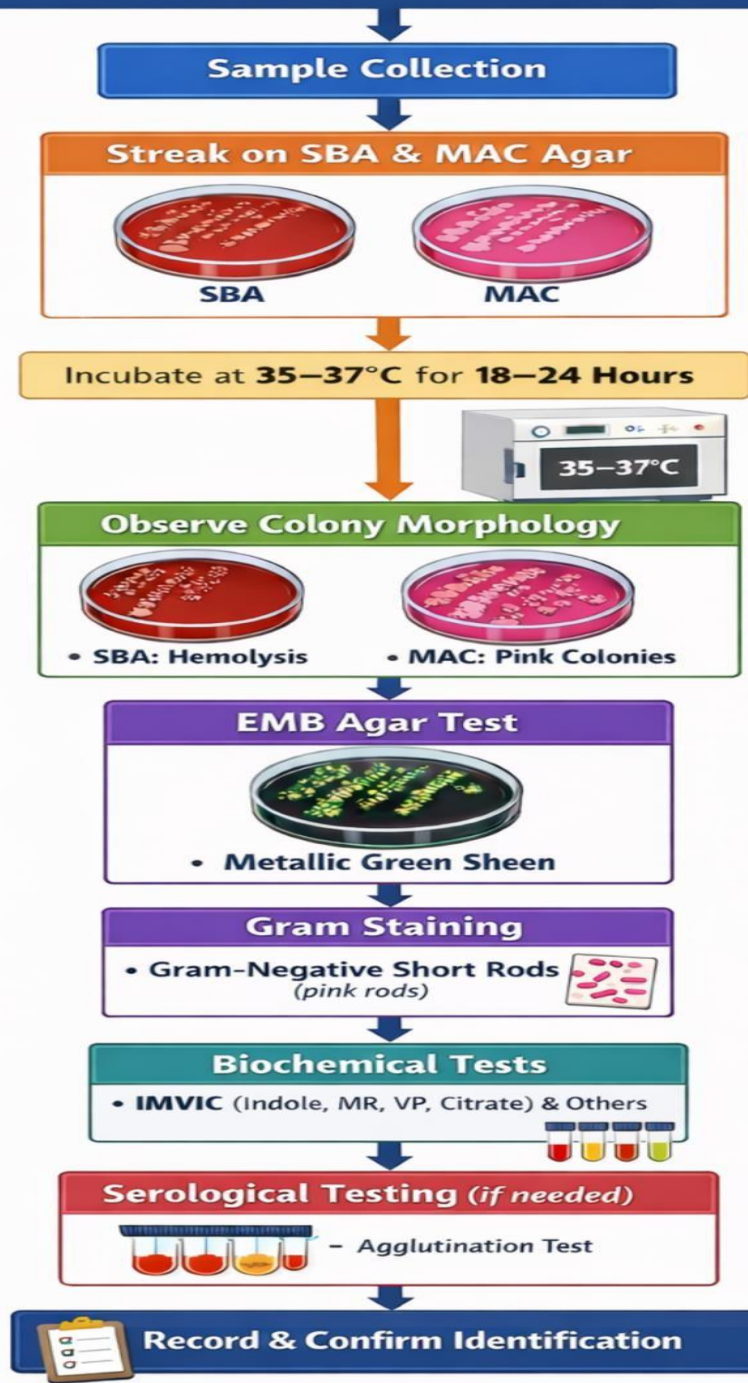 Sample Collection
Streak on SBA & MAC Agar
SBA
MAC
Incubate at 35–37°C for 18–24 Hours
35–37°C
Observe Colony Morphology
• SBA: Hemolysis
• MAC: Pink Colonies
EMB Agar Test
• Metallic Green Sheen
Gram Staining
• Gram-Negative Short Rods
(pink rods)
Biochemical Tests
• IMVIC (Indole, MR, VP, Citrate) & Others
Serological Testing (if needed)
– Agglutination Test
Record & Confirm Identification